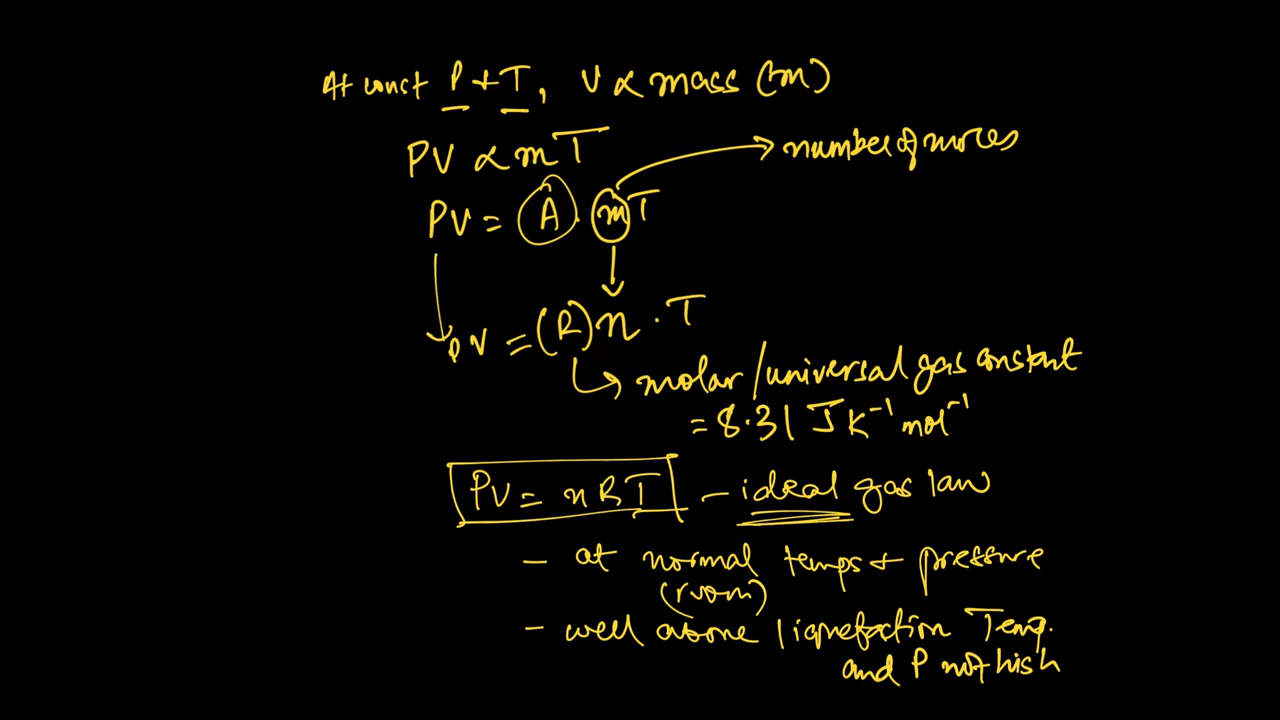 At const P + T, V ∝ mass (m)
PV ∝ mT
→ number of moles
PV = A · mT
PV = (R) n · T
→ molar / universal gas constant
= 8.31 J K⁻¹ mol⁻¹
PV = nRT – ideal gas law
– at normal temps + pressure
(room)
– well above liquefaction Temp.
and P not high